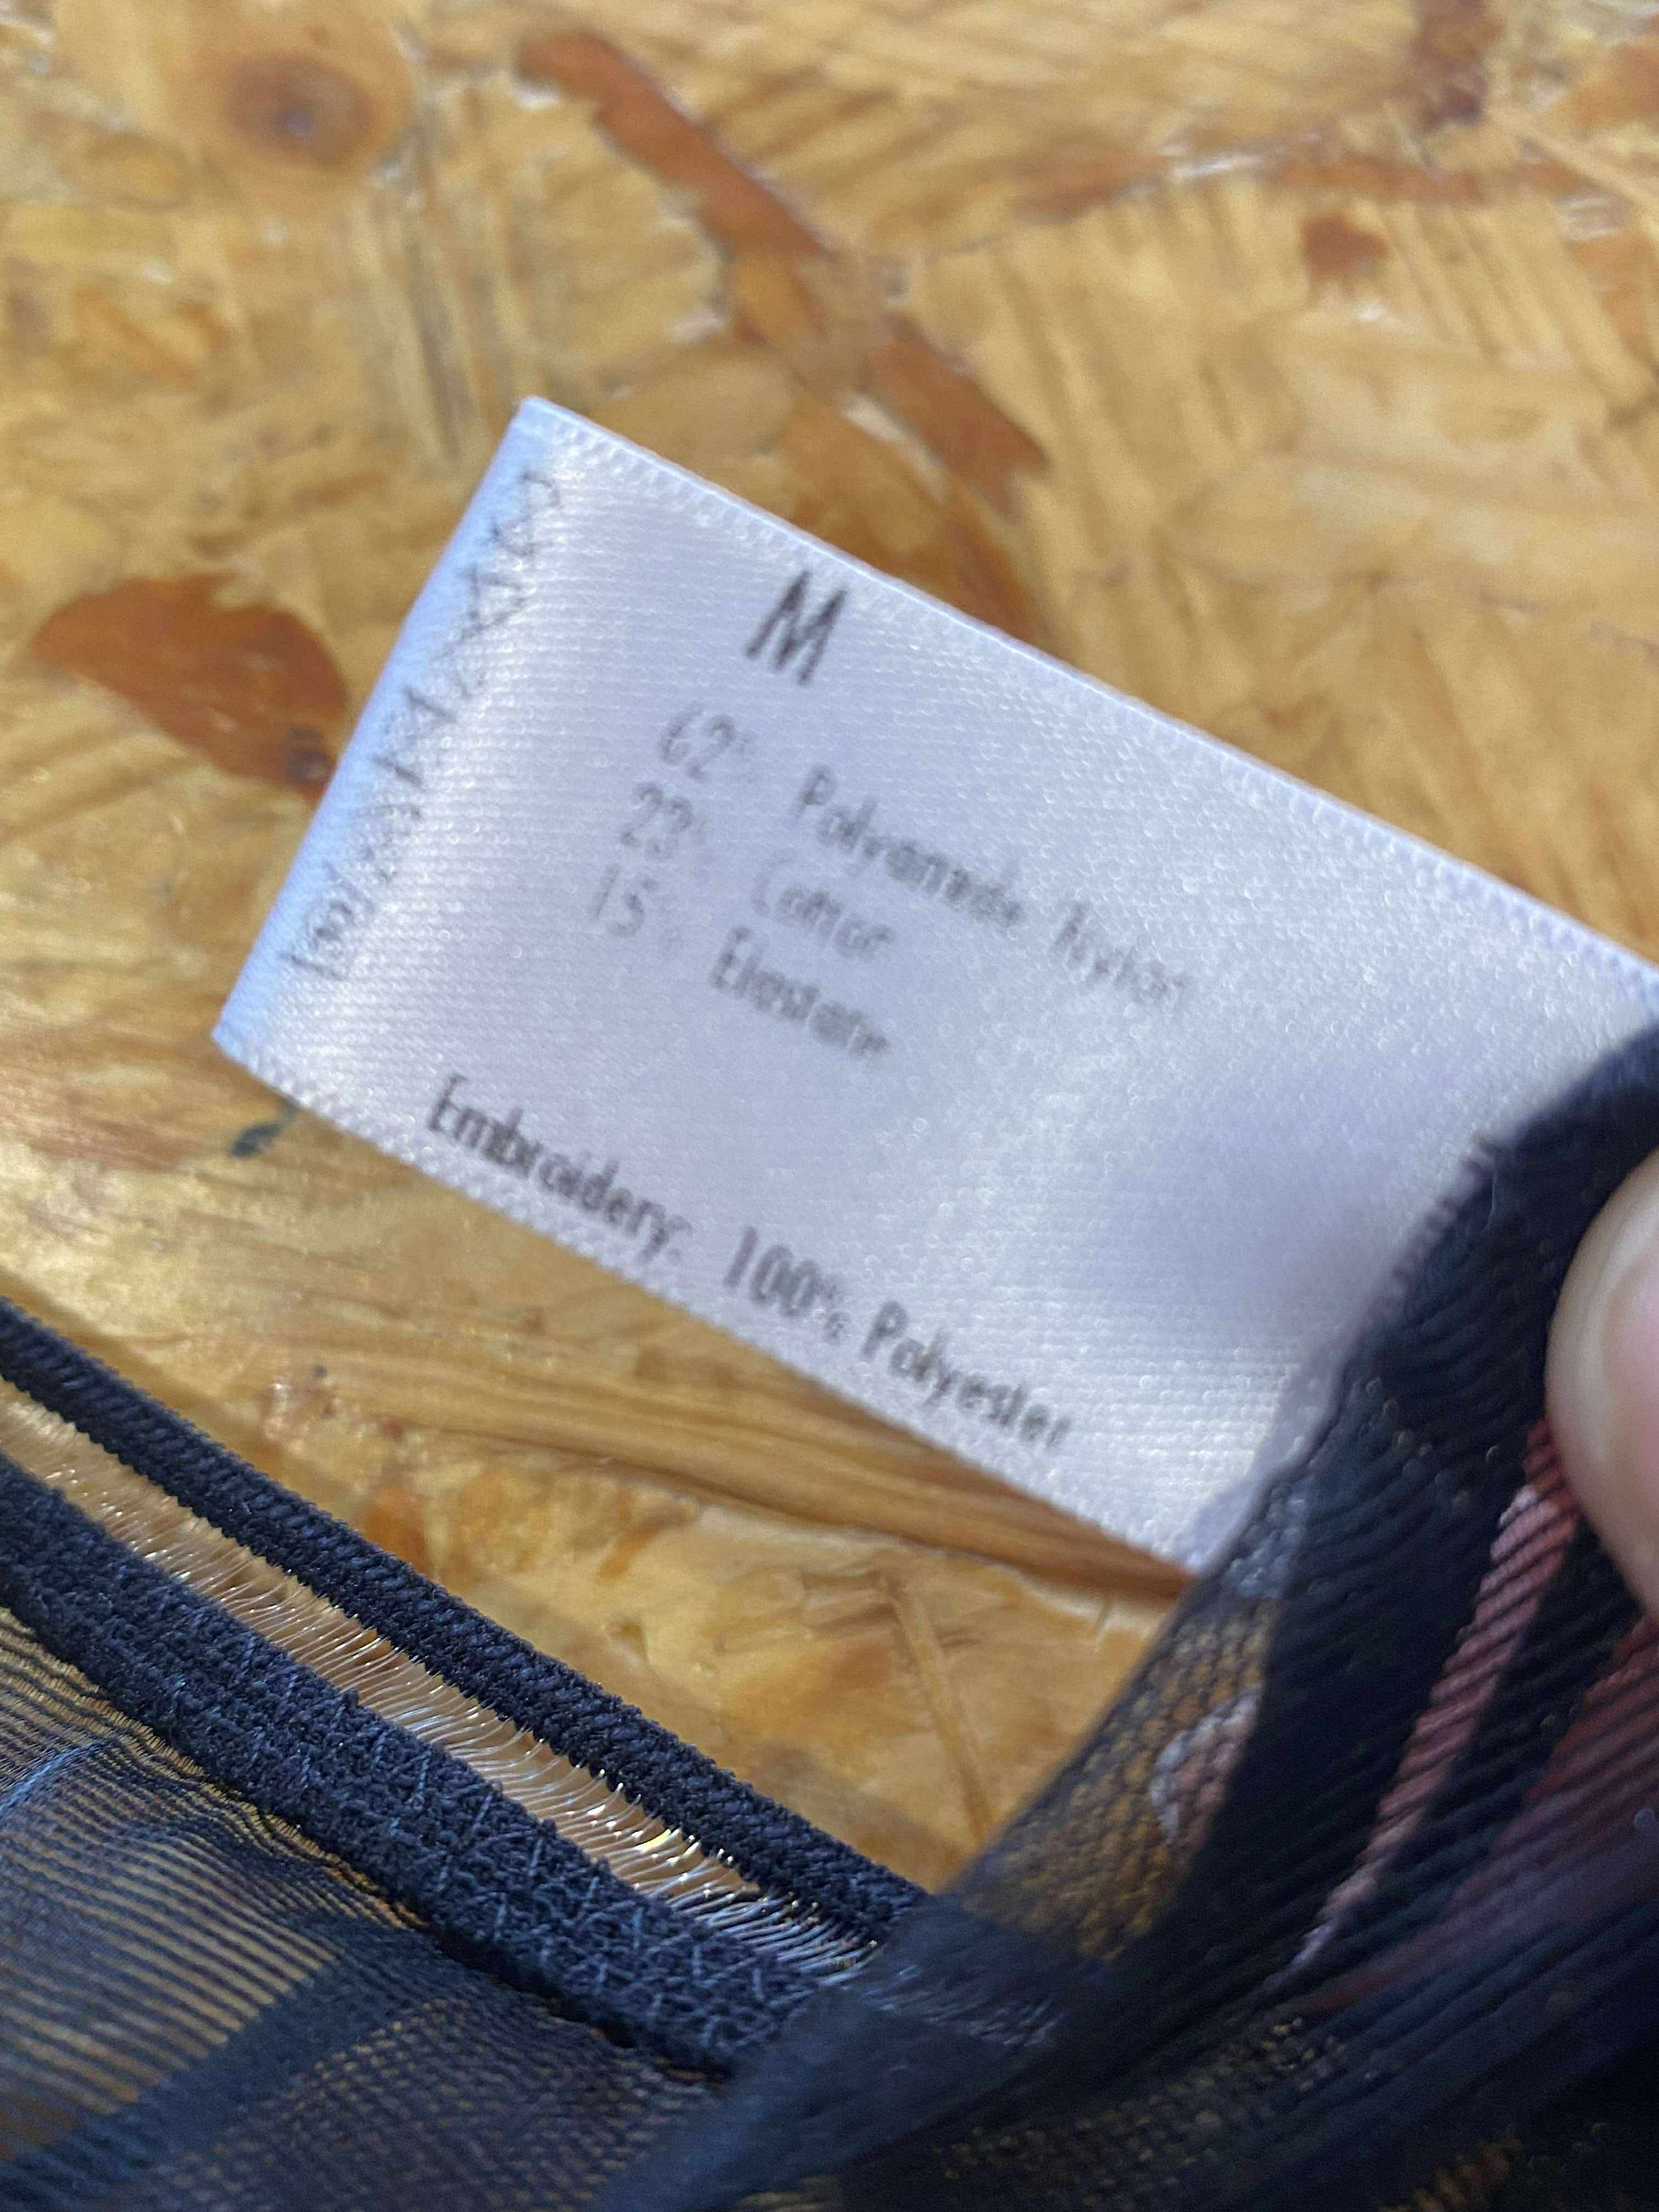 M
62% Polyamide Nylon
23% Cotton
15% Elastane
Embroidery: 100% Polyester